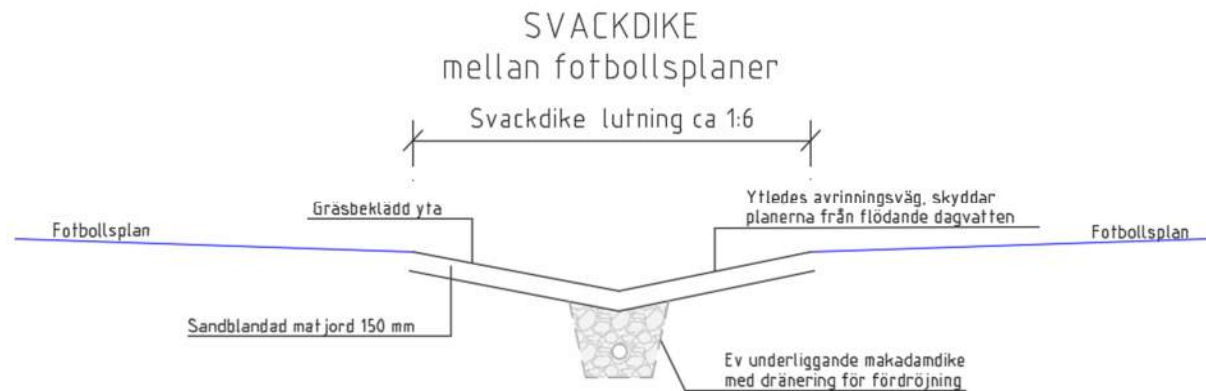 SVACKDIKE
mellan fotbollsplaner
Svackdike lutning ca 1:6
Gräsbeklädd yta
Ytledes avrinningsväg, skyddar
planerna från flödande dagvatten
Fotbollsplan
Fotbollsplan
Sandblandad matjord 150 mm
Ev underliggande makadamdike
med dränering för fördröjning